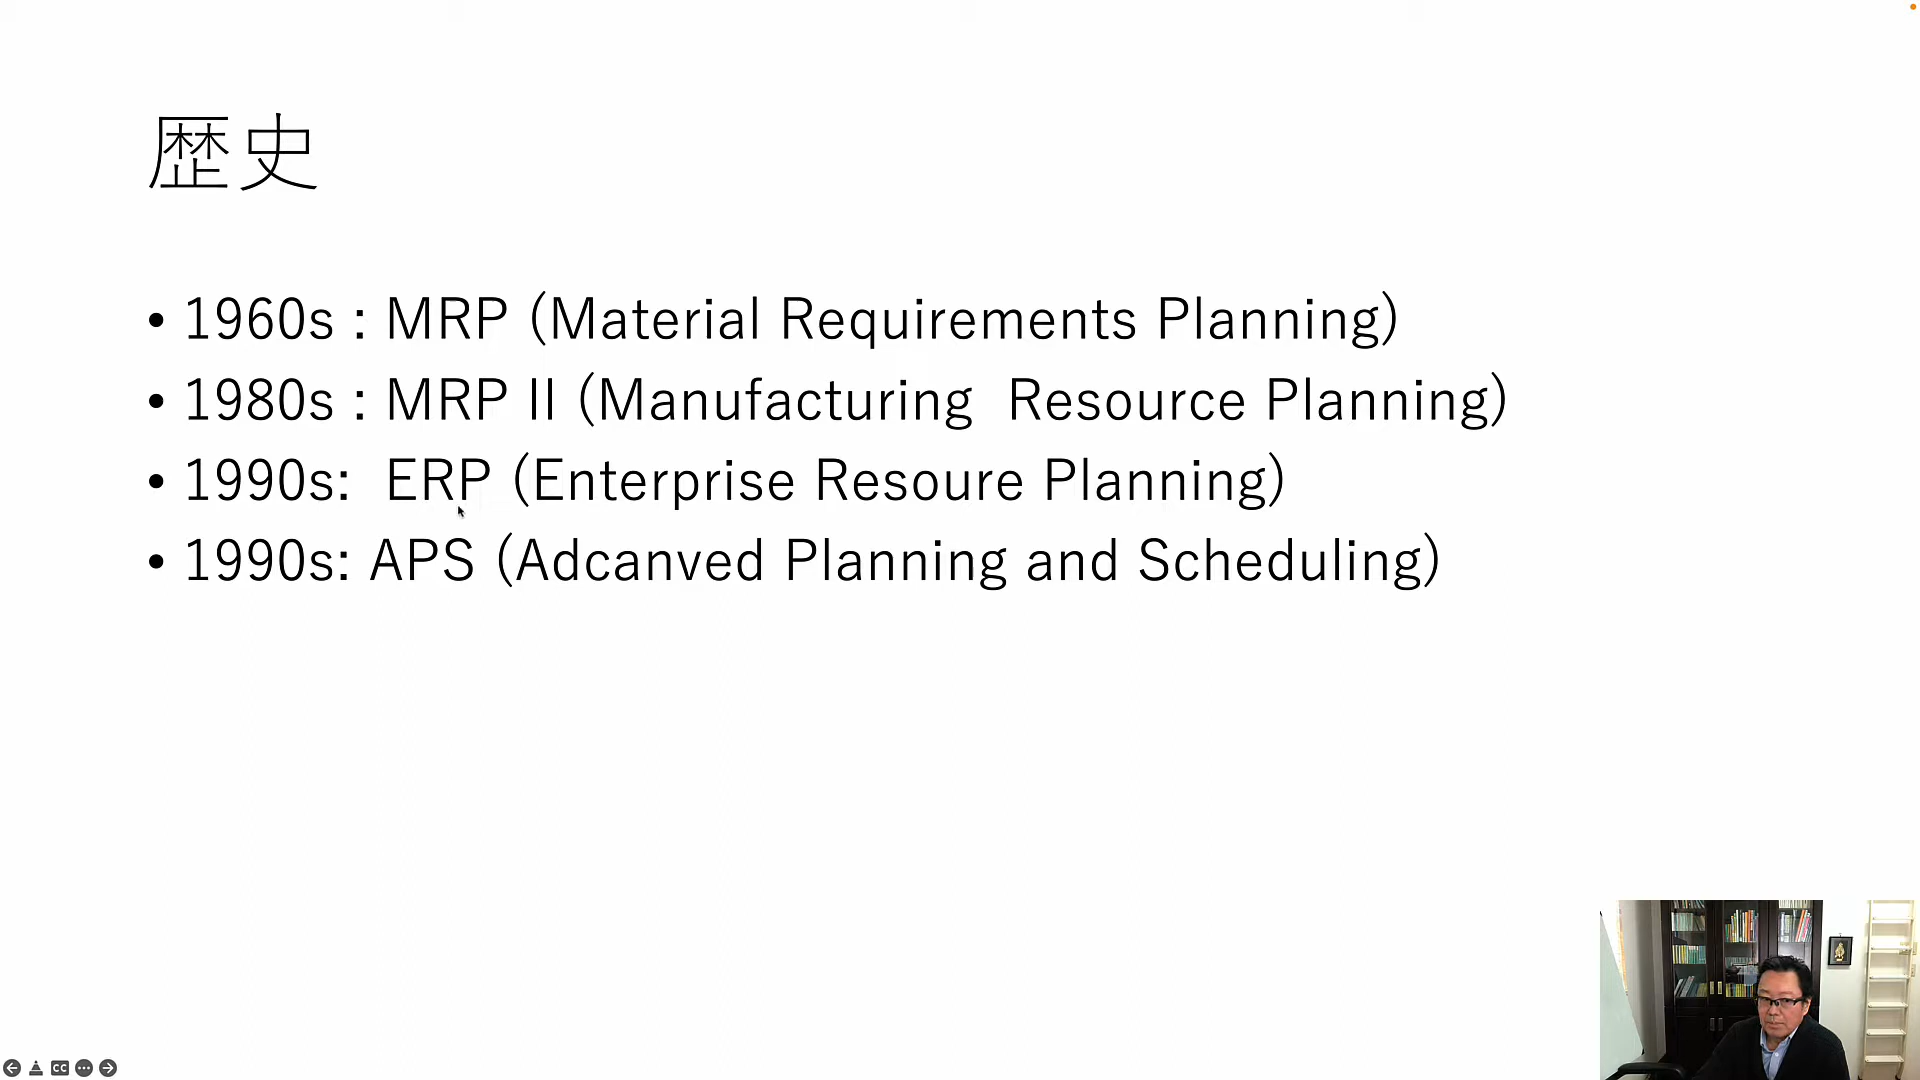 歴史
• 1960s : MRP (Material Requirements Planning)
• 1980s : MRP II (Manufacturing  Resource Planning)
• 1990s:  ERP (Enterprise Resoure Planning)
• 1990s: APS (Adcanved Planning and Scheduling)
CC